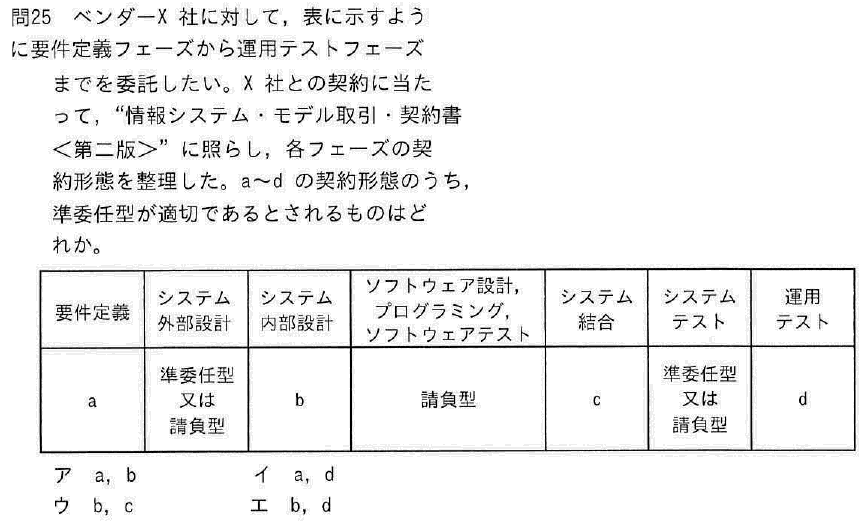 問25　ベンダーX 社に対して，表に示すよう
に要件定義フェーズから運用テストフェーズ
までを委託したい。X 社との契約に当た
って，“情報システム・モデル取引・契約書
＜第二版＞”に照らし，各フェーズの契
約形態を整理した。a～d の契約形態のうち，
準委任型が適切であるとされるものはど
れか。
要件定義
システム
外部設計
システム
内部設計
ソフトウェア設計，
プログラミング，
ソフトウェアテスト
システム
結合
システム
テスト
運用
テスト
a
準委任型
又は
請負型
b
請負型
c
準委任型
又は
請負型
d
ア　a，b　イ　a，d
ウ　b，c　エ　b，d